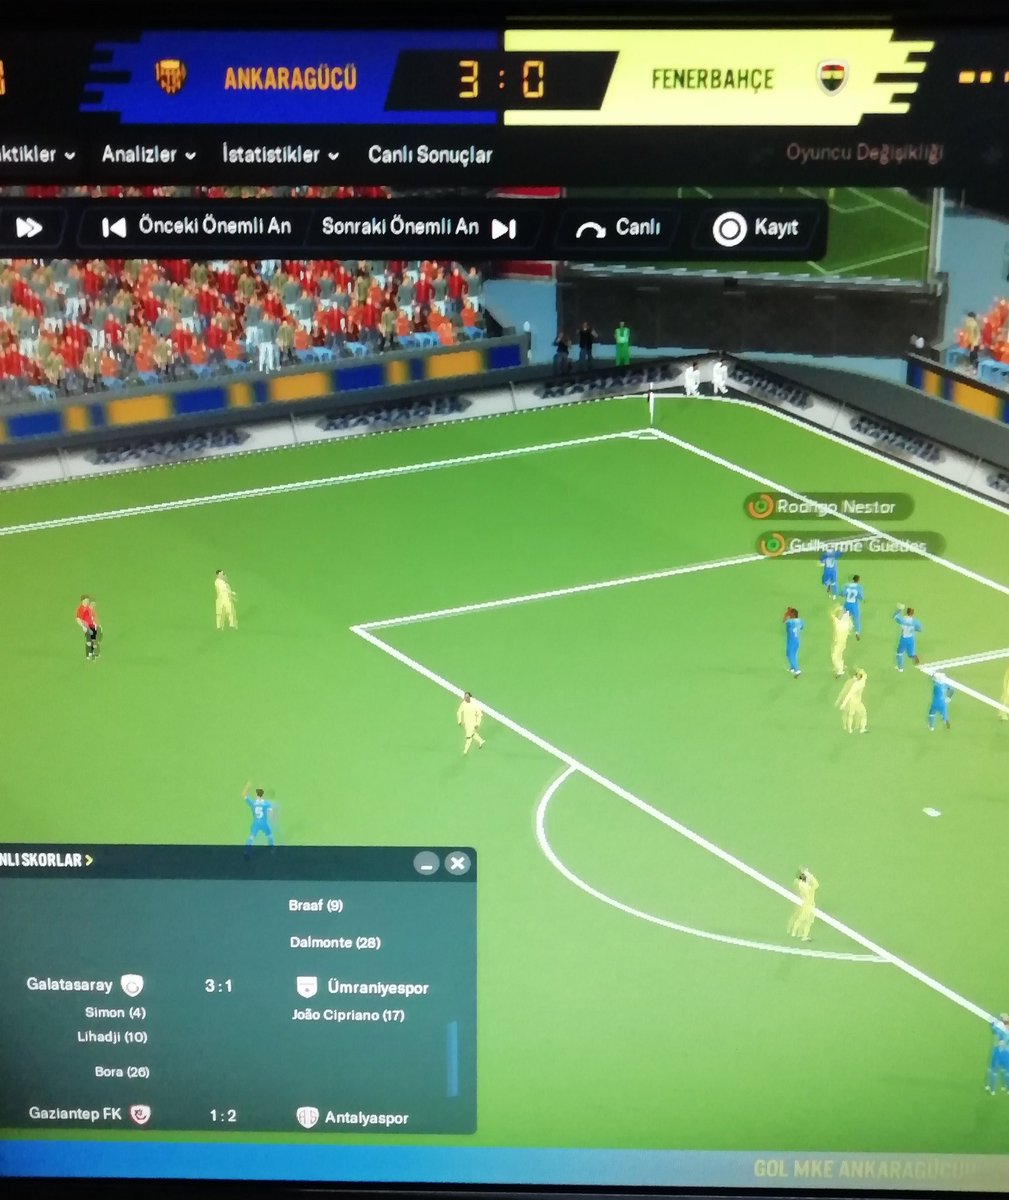 ANKARAGÜCÜ 3 : 0 FENERBAHÇE
ktikler Analizler İstatistikler Canlı Sonuçlar Oyuncu Değişikliği
Önceki Önemli An Sonraki Önemli An Canlı Kayıt
Rodrigo Nestor
Guilherme Guedes
5
NLI SKORLAR >
Braaf (9)
Dalmonte (28)
Galatasaray 3:1 Ümraniyespor
Simon (4) João Cipriano (17)
Lihadji (10)
Bora (26)
Gaziantep FK 1:2 Antalyaspor
GOL MKE ANKARAGÜCÜ